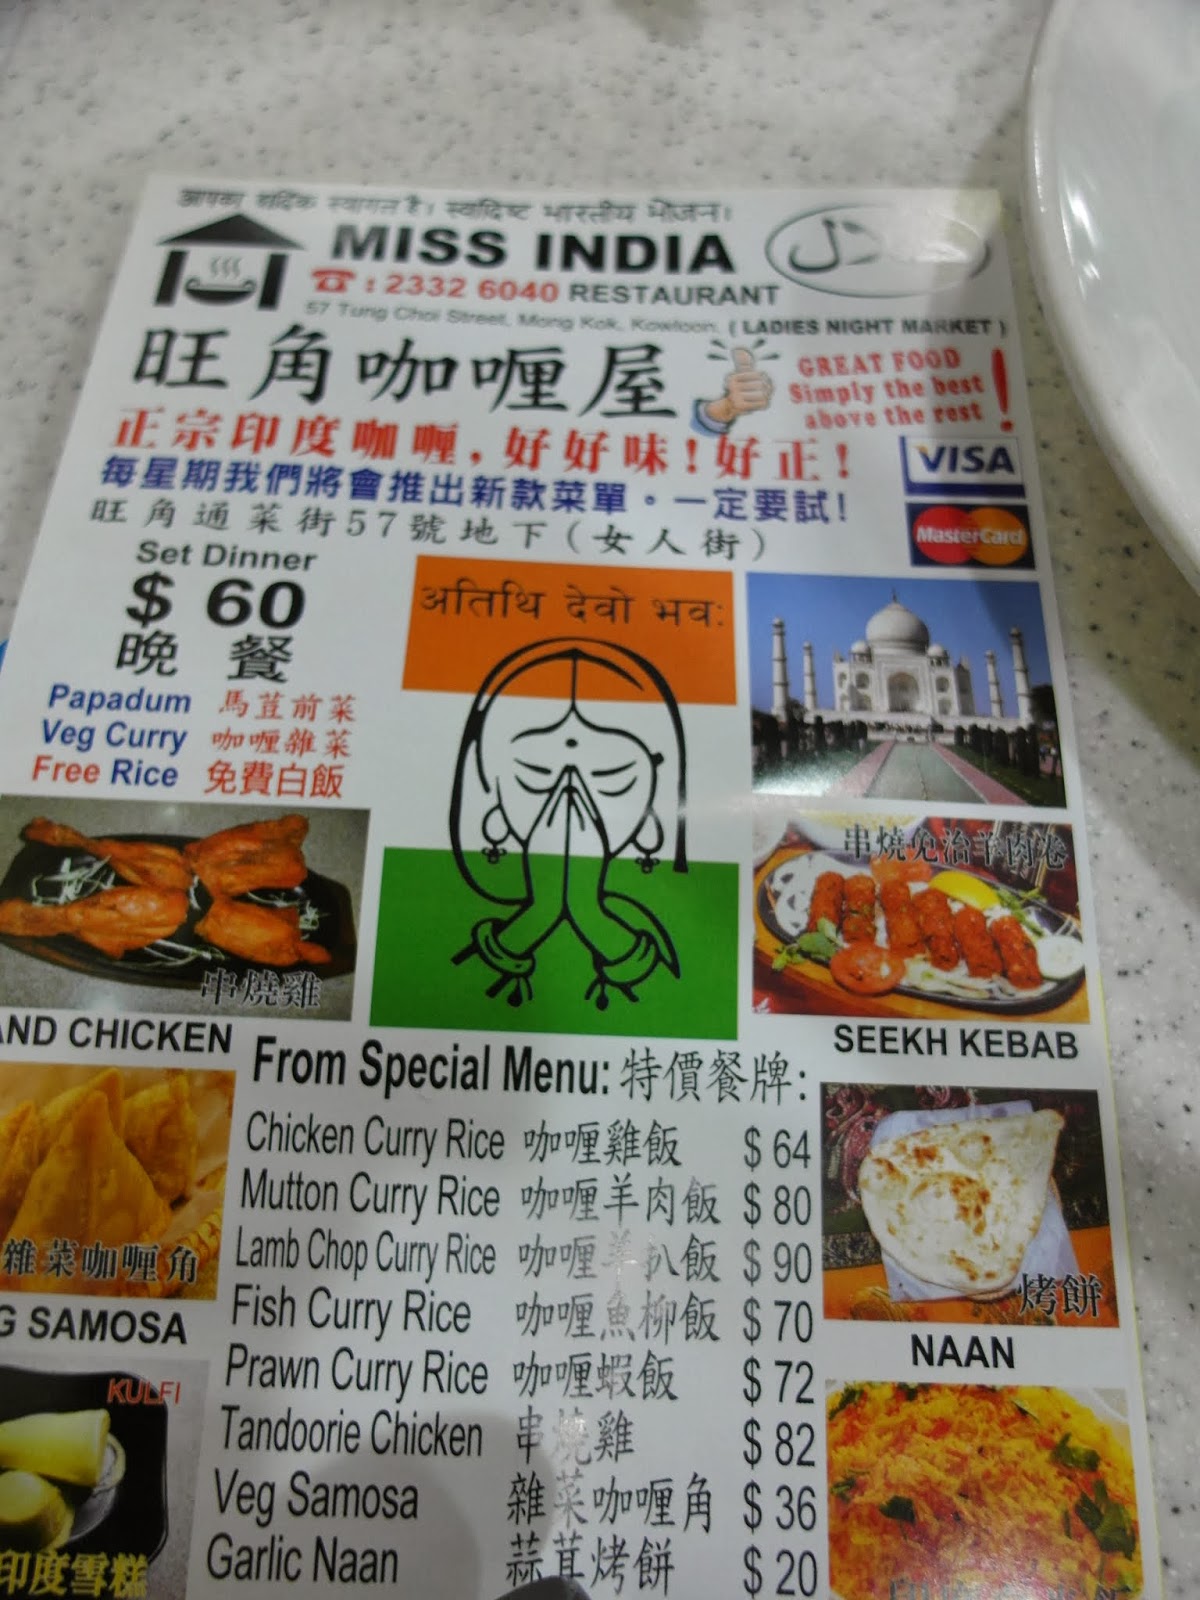 आपका हार्दिक स्वागत है। स्वादिष्ट भारतीय भोजन।
MISS INDIA
حلال
☎ : 2332 6040 RESTAURANT
57 Tung Choi Street, Mong Kok, Kowloon. ( LADIES NIGHT MARKET )
旺角咖喱屋
GREAT FOOD
Simply the best
above the rest !
正宗印度咖喱，好好味！好正！
每星期我們將會推出新款菜單。一定要試！
旺角通菜街57號地下（女人街）
VISA
MasterCard
Set Dinner
$ 60
晚 餐
Papadum 馬荳前菜
Veg Curry 咖喱雜菜
Free Rice 免費白飯
अतिथि देवो भवः
串燒雞
AND CHICKEN
串燒免治羊肉卷
SEEKH KEBAB
From Special Menu: 特價餐牌:
Chicken Curry Rice 咖喱雞飯 $ 64
Mutton Curry Rice 咖喱羊肉飯 $ 80
Lamb Chop Curry Rice 咖喱羊扒飯 $ 90
Fish Curry Rice 咖喱魚柳飯 $ 70
Prawn Curry Rice 咖喱蝦飯 $ 72
Tandoorie Chicken 串燒雞 $ 82
Veg Samosa 雜菜咖喱角 $ 36
Garlic Naan 蒜茸烤餅 $ 20
雜菜咖喱角
G SAMOSA
KULFI
印度雪糕
烤餅
NAAN